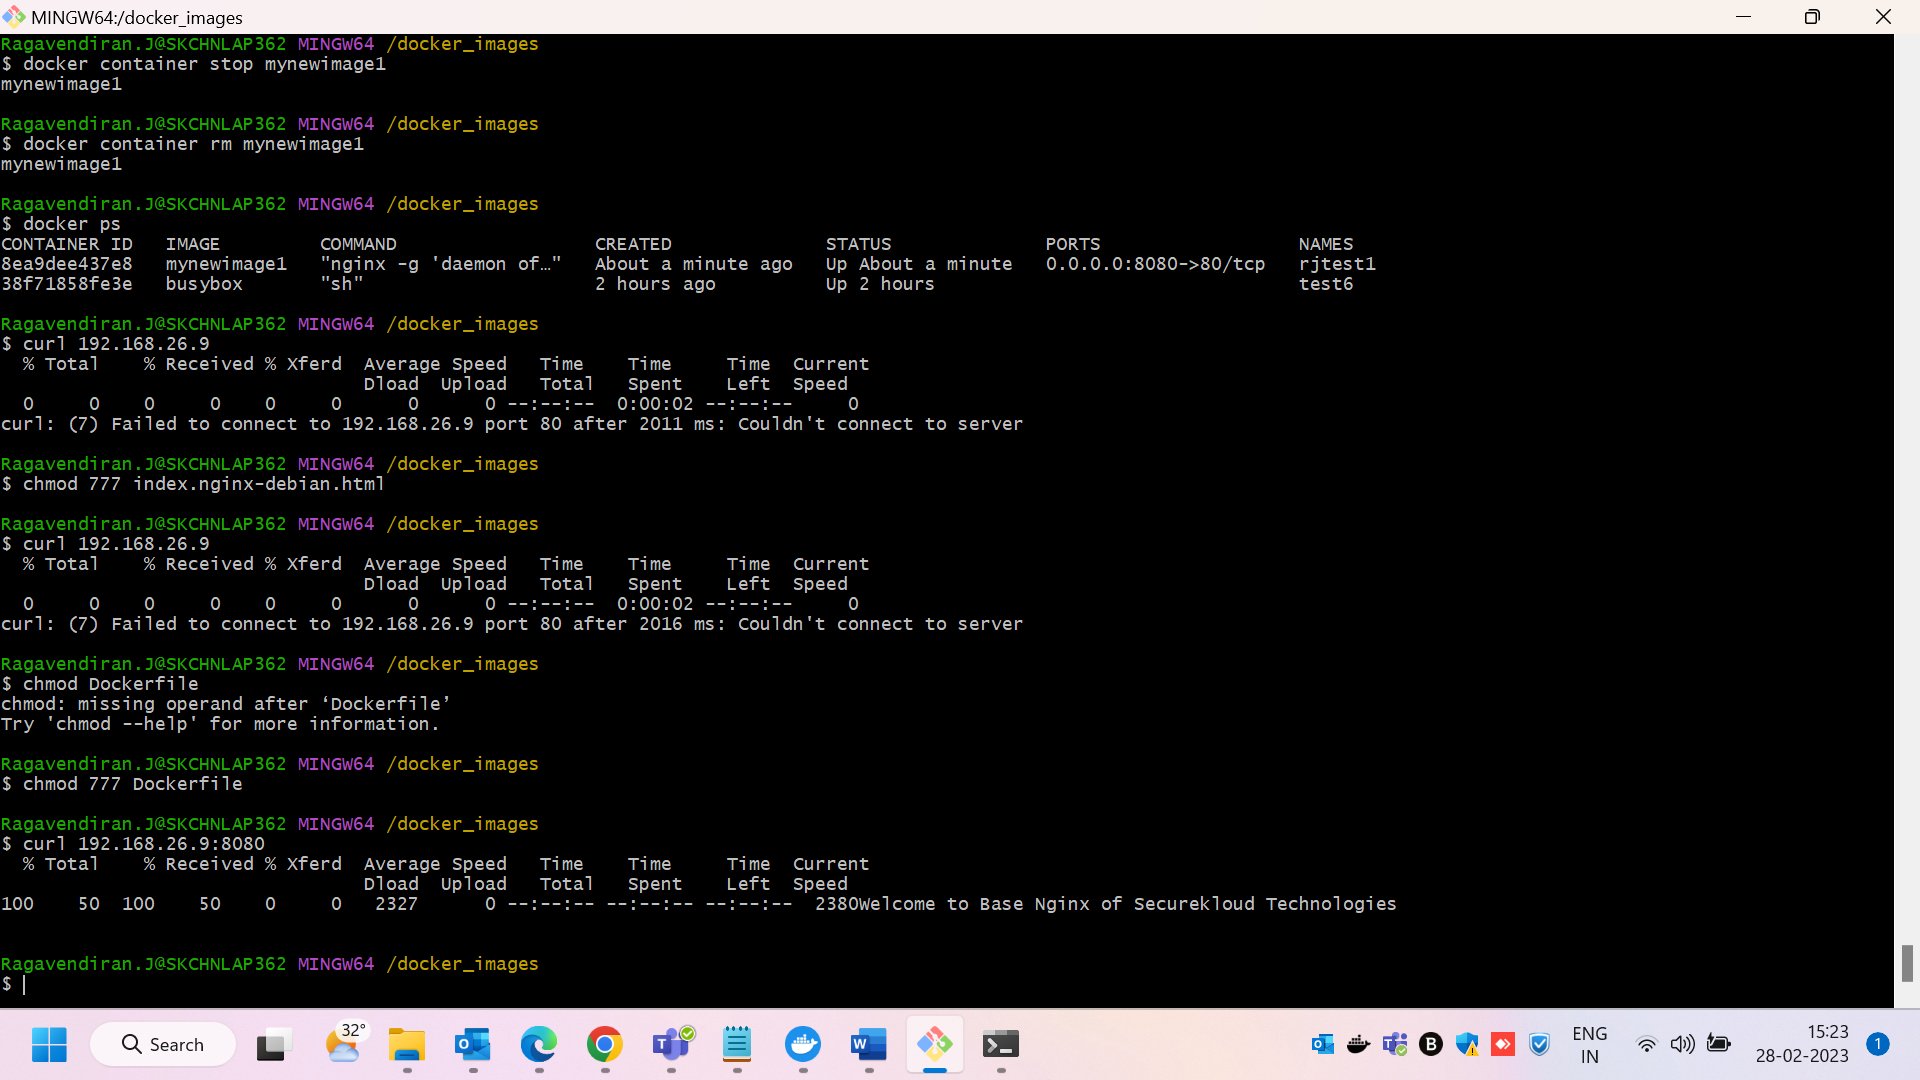 MINGW64:/docker_images
Ragavendiran.J@SKCHNLAP362 MINGW64 /docker_images
$ docker container stop mynewimage1
mynewimage1
Ragavendiran.J@SKCHNLAP362 MINGW64 /docker_images
$ docker container rm mynewimage1
mynewimage1
Ragavendiran.J@SKCHNLAP362 MINGW64 /docker_images
$ docker ps
CONTAINER ID   IMAGE         COMMAND                  CREATED              STATUS              PORTS                  NAMES
8ea9dee437e8   mynewimage1   "nginx -g 'daemon of…"   About a minute ago   Up About a minute   0.0.0.0:8080->80/tcp   rjtest1
38f71858fe3e   busybox       "sh"                     2 hours ago          Up 2 hours                                 test6
Ragavendiran.J@SKCHNLAP362 MINGW64 /docker_images
$ curl 192.168.26.9
  % Total    % Received % Xferd  Average Speed   Time    Time     Time  Current
                                 Dload  Upload   Total   Spent    Left  Speed
  0     0    0     0    0     0      0      0 --:--:--  0:00:02 --:--:--     0
curl: (7) Failed to connect to 192.168.26.9 port 80 after 2011 ms: Couldn't connect to server
Ragavendiran.J@SKCHNLAP362 MINGW64 /docker_images
$ chmod 777 index.nginx-debian.html
Ragavendiran.J@SKCHNLAP362 MINGW64 /docker_images
$ curl 192.168.26.9
  % Total    % Received % Xferd  Average Speed   Time    Time     Time  Current
                                 Dload  Upload   Total   Spent    Left  Speed
  0     0    0     0    0     0      0      0 --:--:--  0:00:02 --:--:--     0
curl: (7) Failed to connect to 192.168.26.9 port 80 after 2016 ms: Couldn't connect to server
Ragavendiran.J@SKCHNLAP362 MINGW64 /docker_images
$ chmod Dockerfile
chmod: missing operand after ‘Dockerfile’
Try 'chmod --help' for more information.
Ragavendiran.J@SKCHNLAP362 MINGW64 /docker_images
$ chmod 777 Dockerfile
Ragavendiran.J@SKCHNLAP362 MINGW64 /docker_images
$ curl 192.168.26.9:8080
  % Total    % Received % Xferd  Average Speed   Time    Time     Time  Current
                                 Dload  Upload   Total   Spent    Left  Speed
100    50  100    50    0     0   2327      0 --:--:-- --:--:-- --:--:--  2380Welcome to Base Nginx of Securekloud Technologies
Ragavendiran.J@SKCHNLAP362 MINGW64 /docker_images
$
Search
32°
ENG
IN
15:23
28-02-2023
1